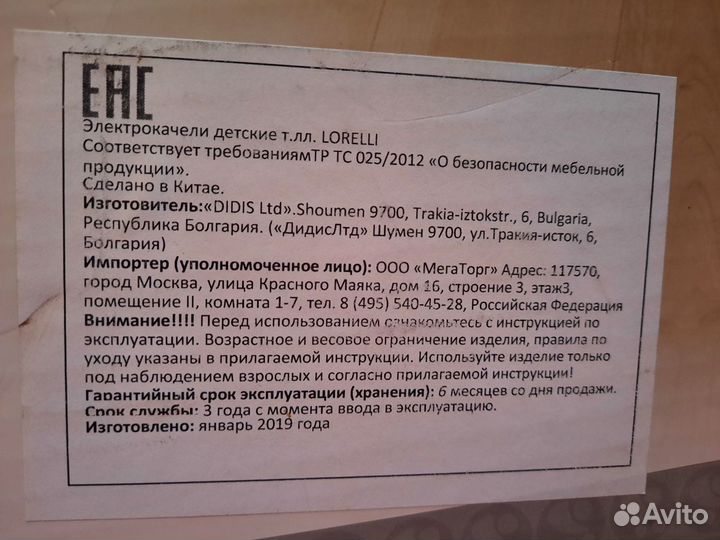 ЕАС
Электрокачели детские т.лл. LORELLI
Соответствует требованиямТР ТС 025/2012 «О безопасности мебельной
продукции».
Сделано в Китае.
Изготовитель:«DIDIS Ltd».Shoumen 9700, Trakia-iztokstr., 6, Bulgaria,
Республика Болгария. («ДидисЛтд» Шумен 9700, ул.Тракия-исток, 6,
Болгария)
Импортер (уполномоченное лицо): ООО «МегаТорг» Адрес: 117570,
город Москва, улица Красного Маяка, дом 16, строение 3, этаж3,
помещение II, комната 1-7, тел. 8 (495) 540-45-28, Российская Федерация
Внимание!!!! Перед использованием ознакомьтесь с инструкцией по
эксплуатации. Возрастное и весовое ограничение изделия, правила по
уходу указаны в прилагаемой инструкции. Используйте изделие только
под наблюдением взрослых и согласно прилагаемой инструкции!
Гарантийный срок эксплуатации (хранения): 6 месяцев со дня продажи.
Срок службы: 3 года с момента ввода в эксплуатацию.
Изготовлено: январь 2019 года
Avito